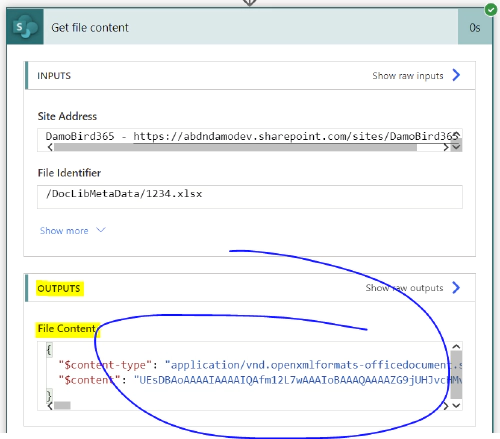 Get file content
0s
INPUTS
Show raw inputs
Site Address
DamoBird365 - https://abdndamodev.sharepoint.com/sites/DamoBird365
File Identifier
/DocLibMetaData/1234.xlsx
Show more
OUTPUTS
Show raw outputs
File Content
{
"$content-type": "application/vnd.openxmlformats-officedocument.s
"$content": "UEsDBAoAAAAIAAAAIQAfm12L7wAAAIoBAAAQAAAAZG9jUHJvcHMv
}